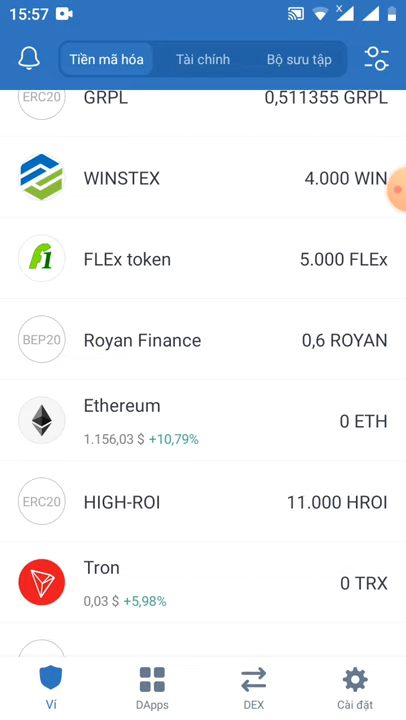 15:57
Tiền mã hóa Tài chính Bộ sưu tập
ERC20 GRPL 0,511355 GRPL
WINSTEX 4.000 WIN
FLEx token 5.000 FLEx
BEP20 Royan Finance 0,6 ROYAN
Ethereum
0 ETH
1.156,03 $ +10,79%
ERC20 HIGH-ROI 11.000 HROI
Tron
0 TRX
0,03 $ +5,98%
Ví DApps DEX Cài đặt